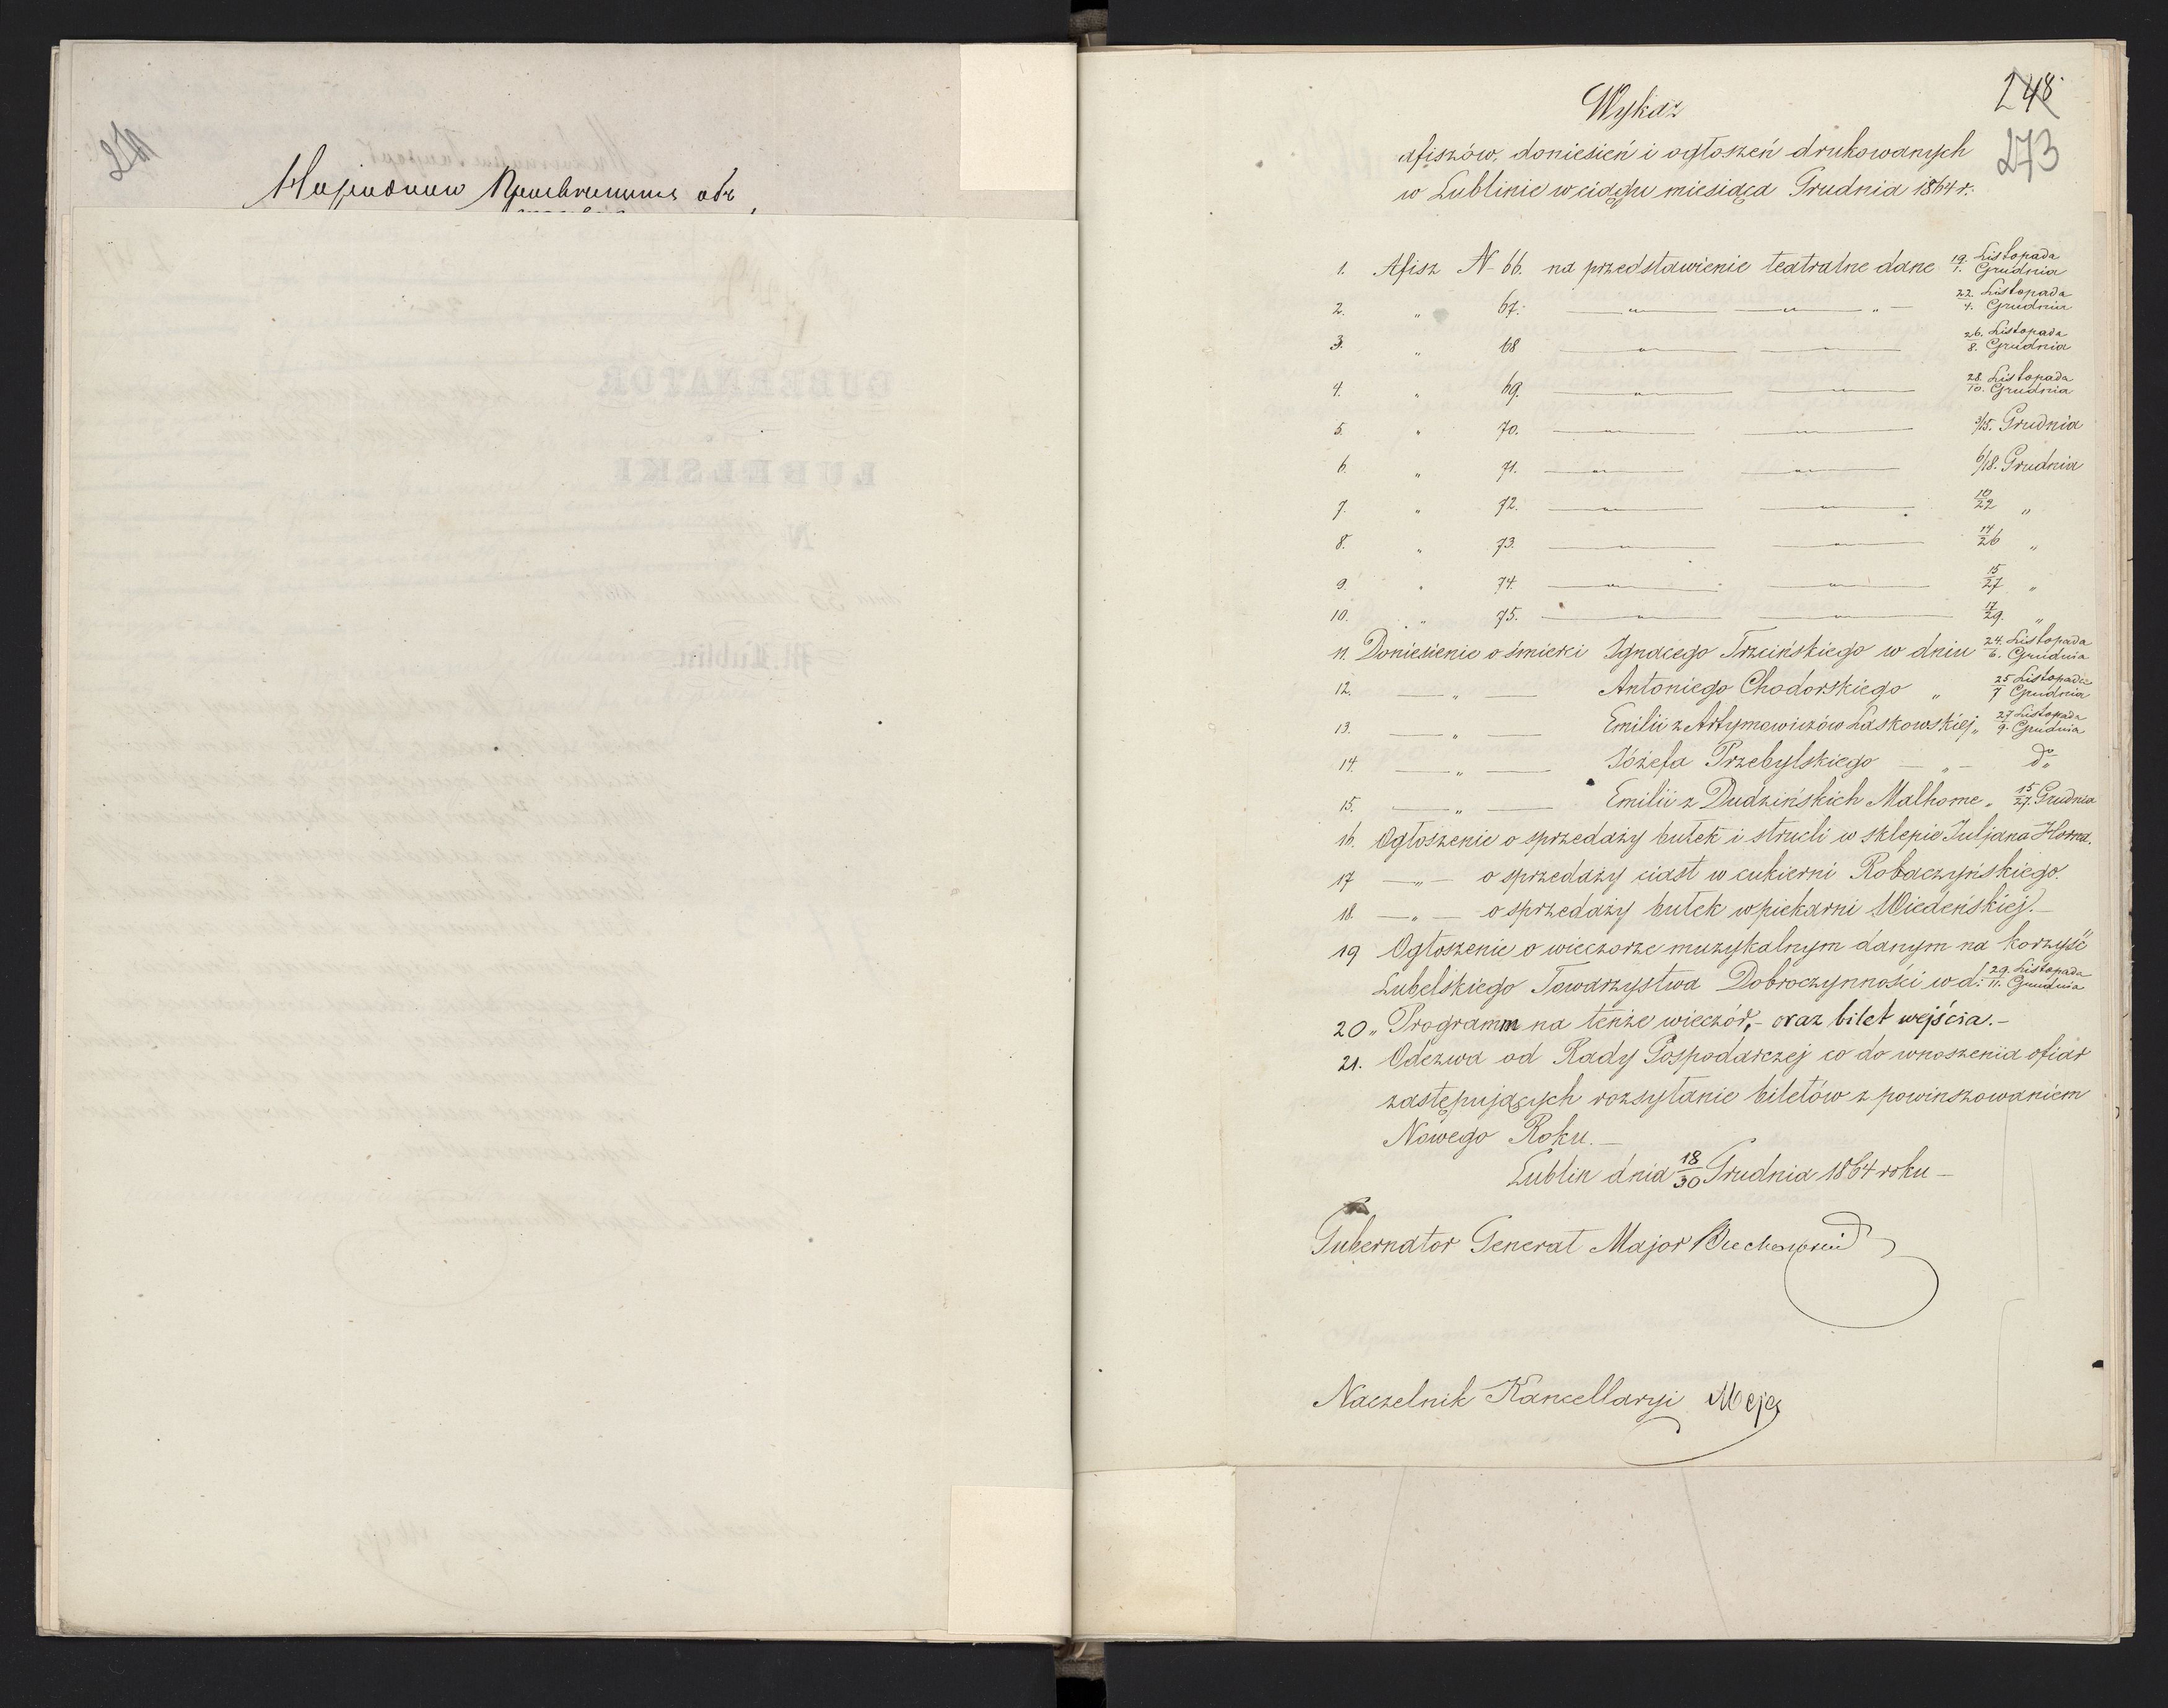 248
273
Wykaz
afiszów, doniesień i ogłoszeń drukowanych
w Lublinie w ciągu miesiąca Grudnia 1864 r.
1. Afisz N 66. na przedstawienie teatralne dane 19. Listopada / 1. Grudnia
2. „ 67. — „ — — „ — „ — 22. Listopada / 4. Grudnia
3. „ 68 — „ — — „ — 26. Listopada / 8. Grudnia
4. „ 69. — „ — — „ — 28. Listopada / 10. Grudnia
5. „ 70. — „ — — „ — 3/15. Grudnia
6. „ 71. — „ — — „ — 6/18. Grudnia
7. „ 72. — „ — — „ — 10/22 „
8. „ 73. — „ — — „ — 14/26 „
9. „ 74. — „ — — „ — 15/27 „
10. „ 75. — „ — — „ — 17/29. „
11. Doniesienie o śmierci Ignacego Trzcińskiego w dniu 24. Listopada / 6. Grudnia
12. — „ — Antoniego Chodorskiego „ 25 Listopada / 7 Grudnia
13. — „ — Emilii z Artymowiczów Laskowskiej „ 27 Listopada / 9. Grudnia
14. — „ — Józefa Przebylskiego — „ — do
15. — „ — Emilii z Dudzińskich Malhome „ 15/27. Grudnia
16. Ogłoszenie o sprzedaży bułek i strucli w sklepie Juljana Horna.
17 — „ — o sprzedaży ciast w cukierni Robaczyńskiego.
18. — „ — o sprzedaży bułek w piekarni Wiedeńskiej. —
19 Ogłoszenie o wieczorze muzykalnym danym na korzyść
Lubelskiego Towarzystwa Dobroczynności w d: 29. Listopada / 11. Grudnia
20 „ Programm na tenże wieczór, - oraz bilet wejścia. -
21. Odezwa od Rady Gospodarczej co do wnoszenia ofiar
zastępujących rozsyłanie biletów z powinszowaniem
Nowego Roku. —
Lublin dnia 18/30 Grudnia 1864 roku —
Gubernator Generał Major
Naczelnik Kancellaryi